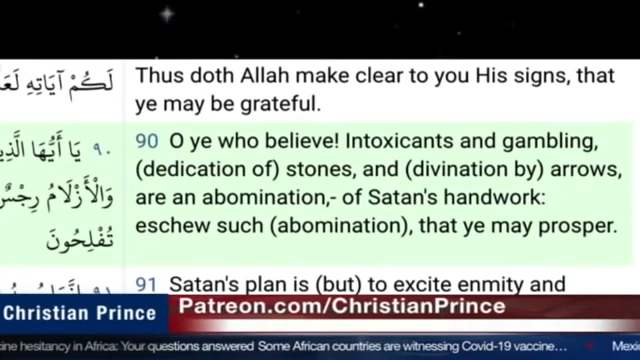 لَكُمْ آيَاتِهِ
Thus doth Allah make clear to you His signs, that
ye may be grateful.
٩٠ يَا أَيُّهَا
90 O ye who believe! Intoxicants and gambling,
(dedication of) stones, and (divination by) arrows,
وَالْأَزْلَامُ رِجْسٌ
are an abomination,- of Satan's handwork:
eschew such (abomination), that ye may prosper.
تُفْلِحُونَ
91 Satan's plan is (but) to excite enmity and
Christian Prince
Patreon.com/ChristianPrince
hesitancy in Africa: Your questions answered Some African countries are witnessing Covid-19 vaccine... • Mexi